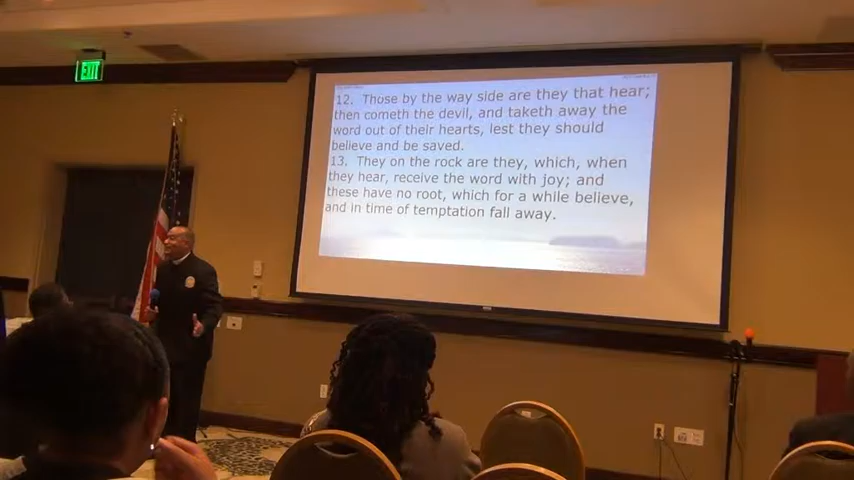 EXIT
12. Those by the way side are they that hear;
then cometh the devil, and taketh away the
word out of their hearts, lest they should
believe and be saved.
13. They on the rock are they, which, when
they hear, receive the word with joy; and
these have no root, which for a while believe,
and in time of temptation fall away.